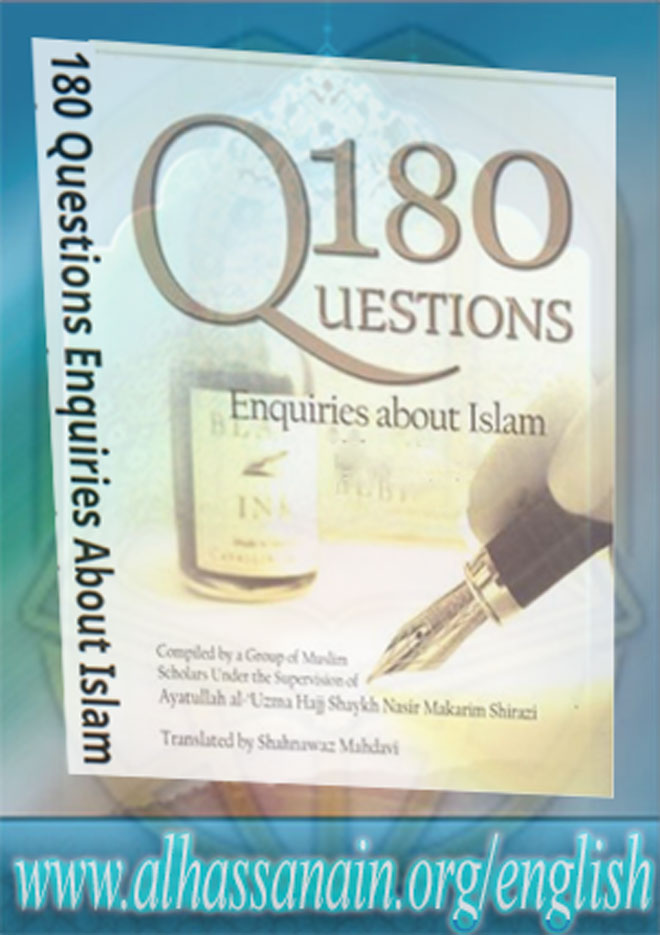 180 Questions Enquiries About Islam
Q180
UESTIONS
Enquiries about Islam
INK
Compiled by a Group of Muslim
Scholars Under the Supervision of
Ayatullah al-'Uzma Hajj Shaykh Nasir Makarim Shirazi
Translated by Shahnawaz Mahdavi
www.alhassanain.org/english